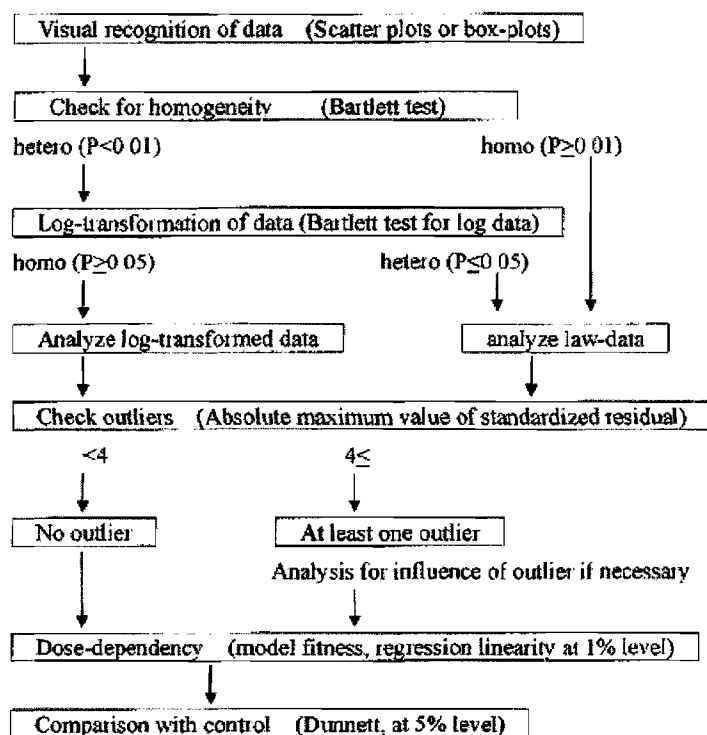 Visual recognition of data (Scatter plots or box-plots)
Check for homogeneity (Bartlett test)
hetero (P<0 01) homo (P≥0 01)
Log-transformation of data (Bartlett test for log data)
homo (P≥0 05) hetero (P≤0 05)
Analyze log-transformed data analyze law-data
Check outliers (Absolute maximum value of standardized residual)
<4 4≤
No outlier At least one outlier
Analysis for influence of outlier if necessary
Dose-dependency (model fitness, regression linearity at 1% level)
Comparison with control (Dunnett, at 5% level)